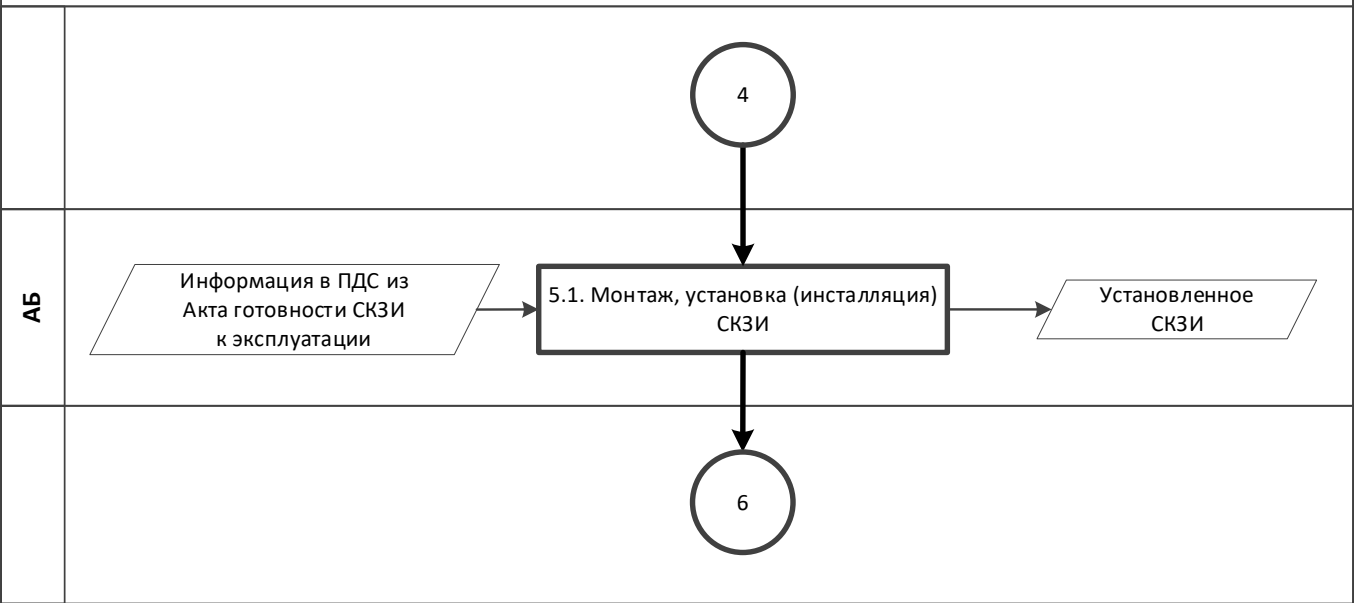 4
АБ
Информация в ПДС из
Акта готовности СКЗИ
к эксплуатации
5.1. Монтаж, установка (инсталляция)
СКЗИ
Установленное
СКЗИ
6